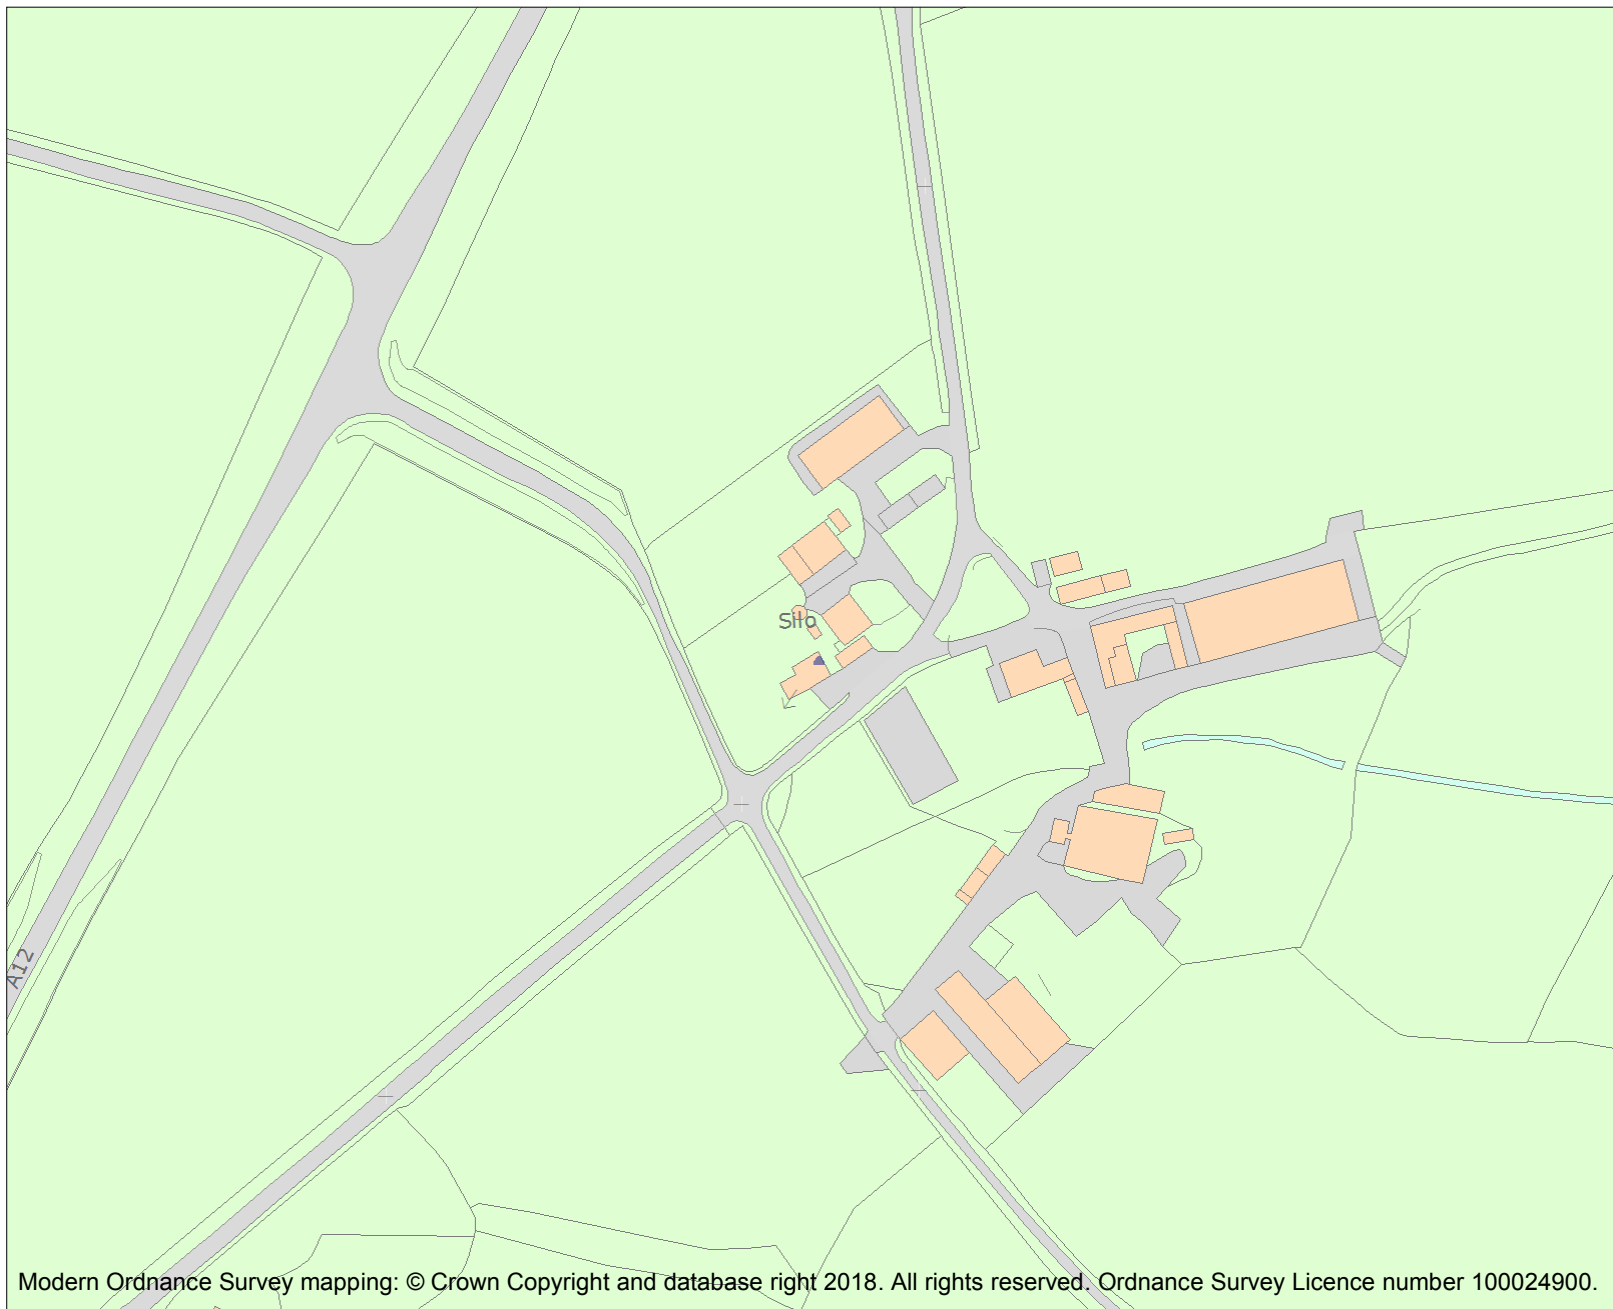 Silo
A12
Modern Ordnance Survey mapping: © Crown Copyright and database right 2018. All rights reserved. Ordnance Survey Licence number 100024900.